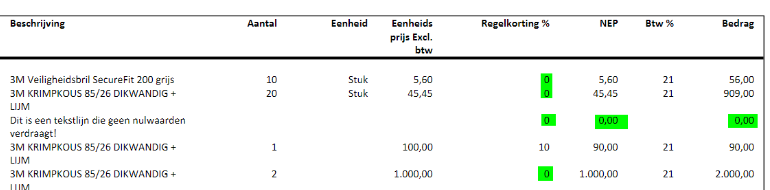 Beschrijving Aantal Eenheid Eenheids Regelkorting % NEP Btw % Bedrag
prijs Excl.
btw
3M Veiligheidsbril SecureFit 200 grijs 10 Stuk 5,60 0 5,60 21 56,00
3M KRIMPKOUS 85/26 DIKWANDIG + 20 Stuk 45,45 0 45,45 21 909,00
LIJM
Dit is een tekstlijn die geen nulwaarden 0 0,00 0,00
verdraagt!
3M KRIMPKOUS 85/26 DIKWANDIG + 1 100,00 10 90,00 21 90,00
LIJM
3M KRIMPKOUS 85/26 DIKWANDIG + 2 1.000,00 0 1.000,00 21 2.000,00
LIJM